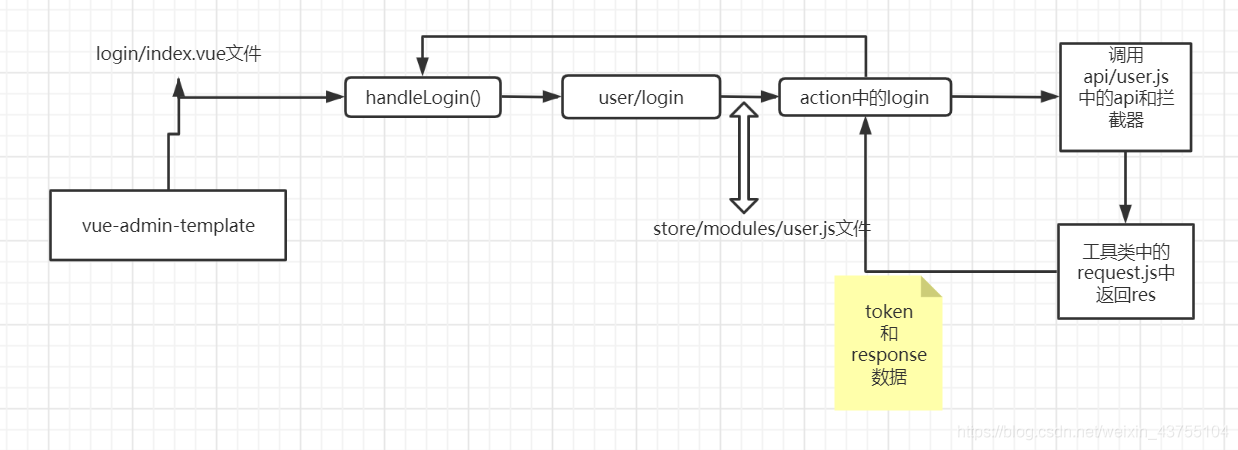 login/index.vue文件
handleLogin()
user/login
action中的login
调用
api/user.js
中的api和拦
截器
vue-admin-template
store/modules/user.js文件
工具类中的
request.js中
返回res
token
和
response
数据
https://blog.csdn.net/weixin_43755104